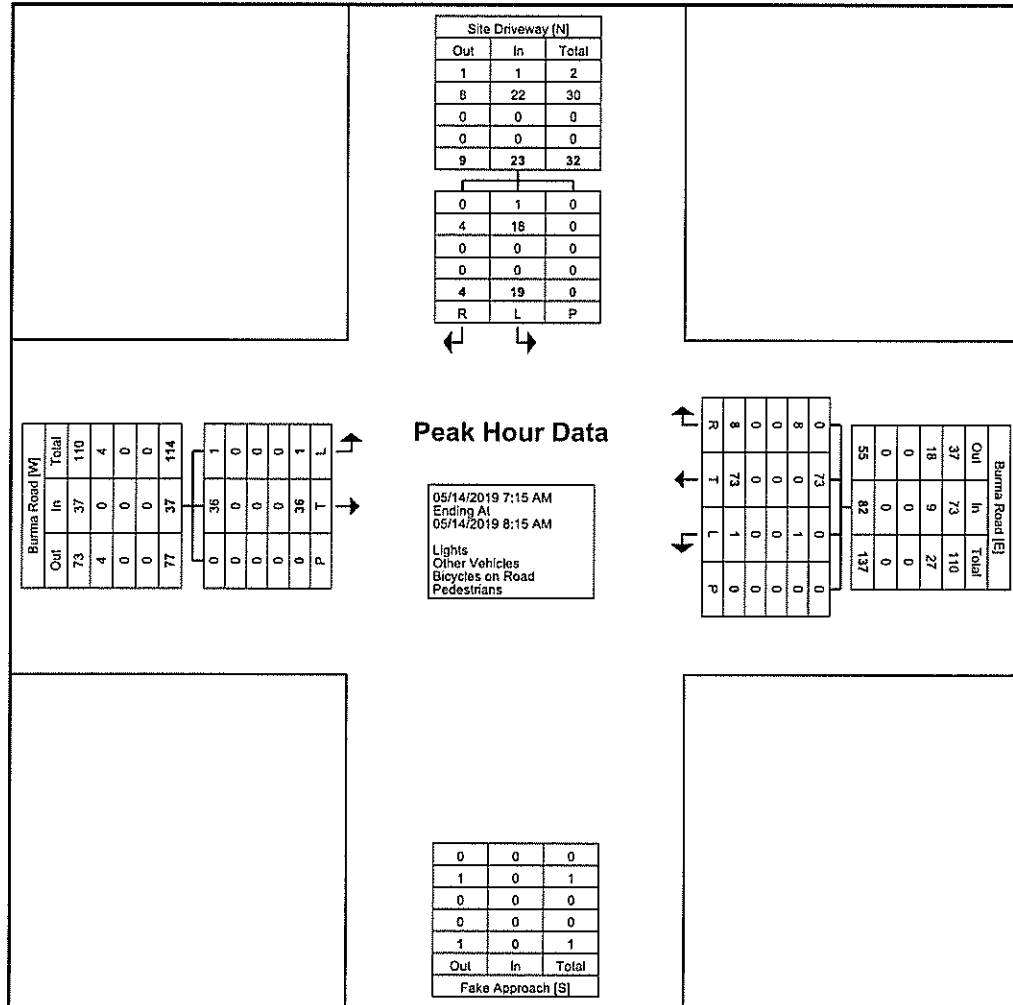 Site Driveway [N]
Out In Total
1 1 2
8 22 30
0 0 0
0 0 0
9 23 32
0 1 0
4 18 0
0 0 0
0 0 0
4 19 0
R L P
Burma Road [W]
Total 110 4 0 0 114
In 37 0 0 0 37
Out 73 4 0 0 77
1 0 0 0 1 L
36 0 0 0 36 T
0 0 0 0 0 P
Peak Hour Data
05/14/2019 7:15 AM
Ending At
05/14/2019 8:15 AM
Lights
Other Vehicles
Bicycles on Road
Pedestrians
R 8 0 0 8 0
T 73 0 0 0 73
L 1 0 0 1 0
P 0 0 0 0 0
Burma Road [E]
Out In Total
37 73 110
18 9 27
0 0 0
0 0 0
55 82 137
0 0 0
1 0 1
0 0 0
0 0 0
1 0 1
Out In Total
Fake Approach [S]